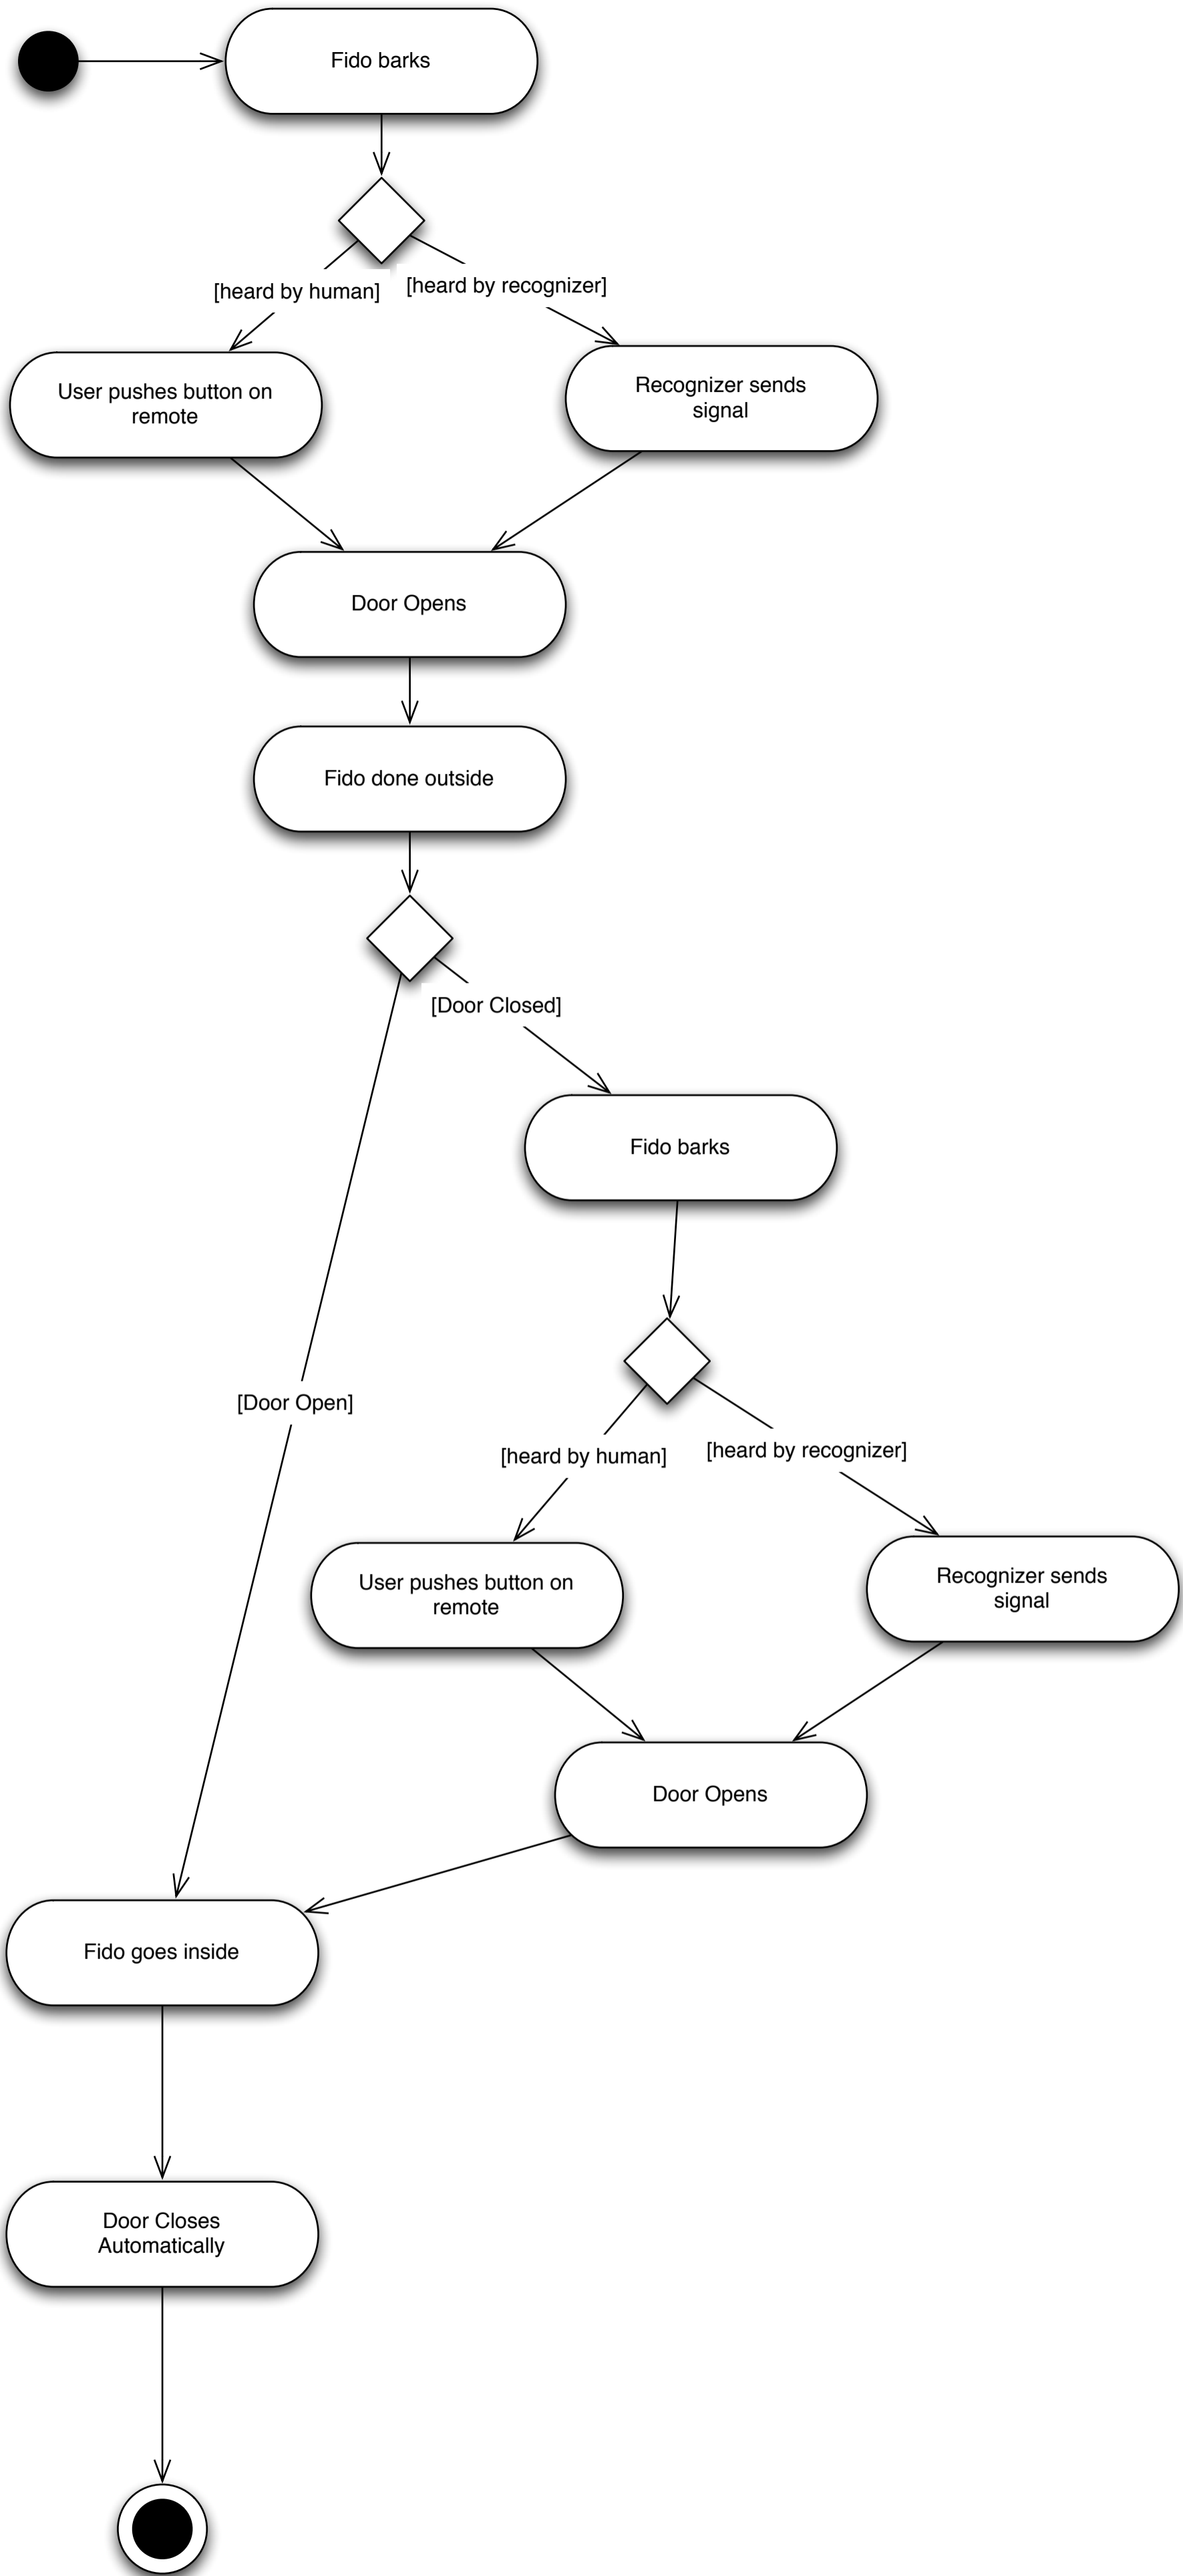 Fido barks
[heard by human]
[heard by recognizer]
User pushes button on
remote
Recognizer sends
signal
Door Opens
Fido done outside
[Door Closed]
Fido barks
[Door Open]
[heard by human]
[heard by recognizer]
User pushes button on
remote
Recognizer sends
signal
Door Opens
Fido goes inside
Door Closes
Automatically